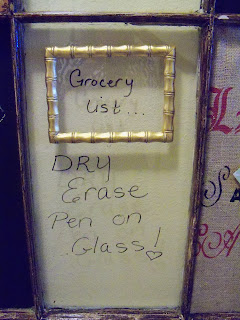 Grocery
List...
DRY
Erase
Pen on
Glass!